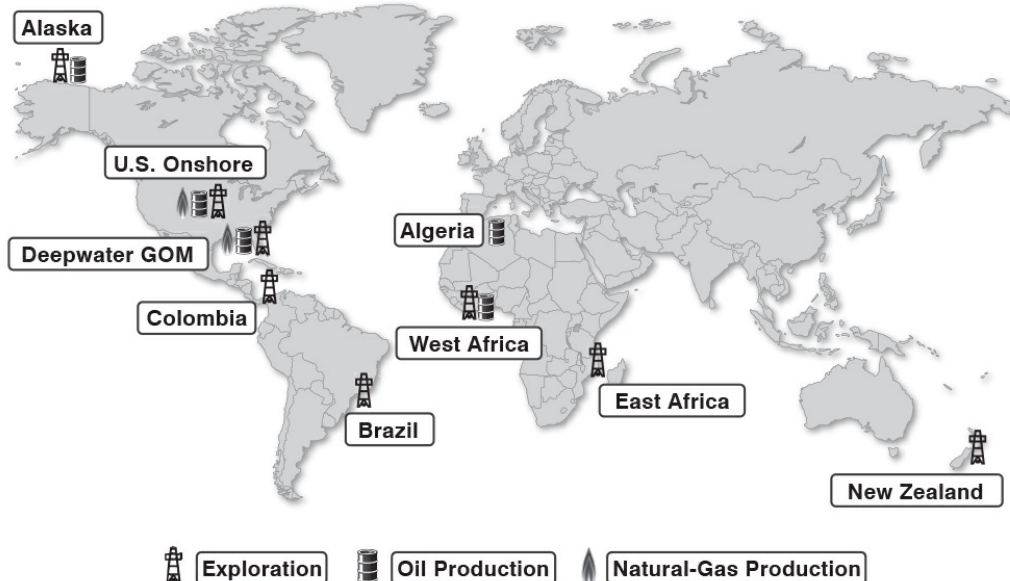 Alaska
U.S. Onshore
Deepwater GOM
Algeria
Colombia
West Africa
East Africa
Brazil
New Zealand
Exploration
Oil Production
Natural-Gas Production